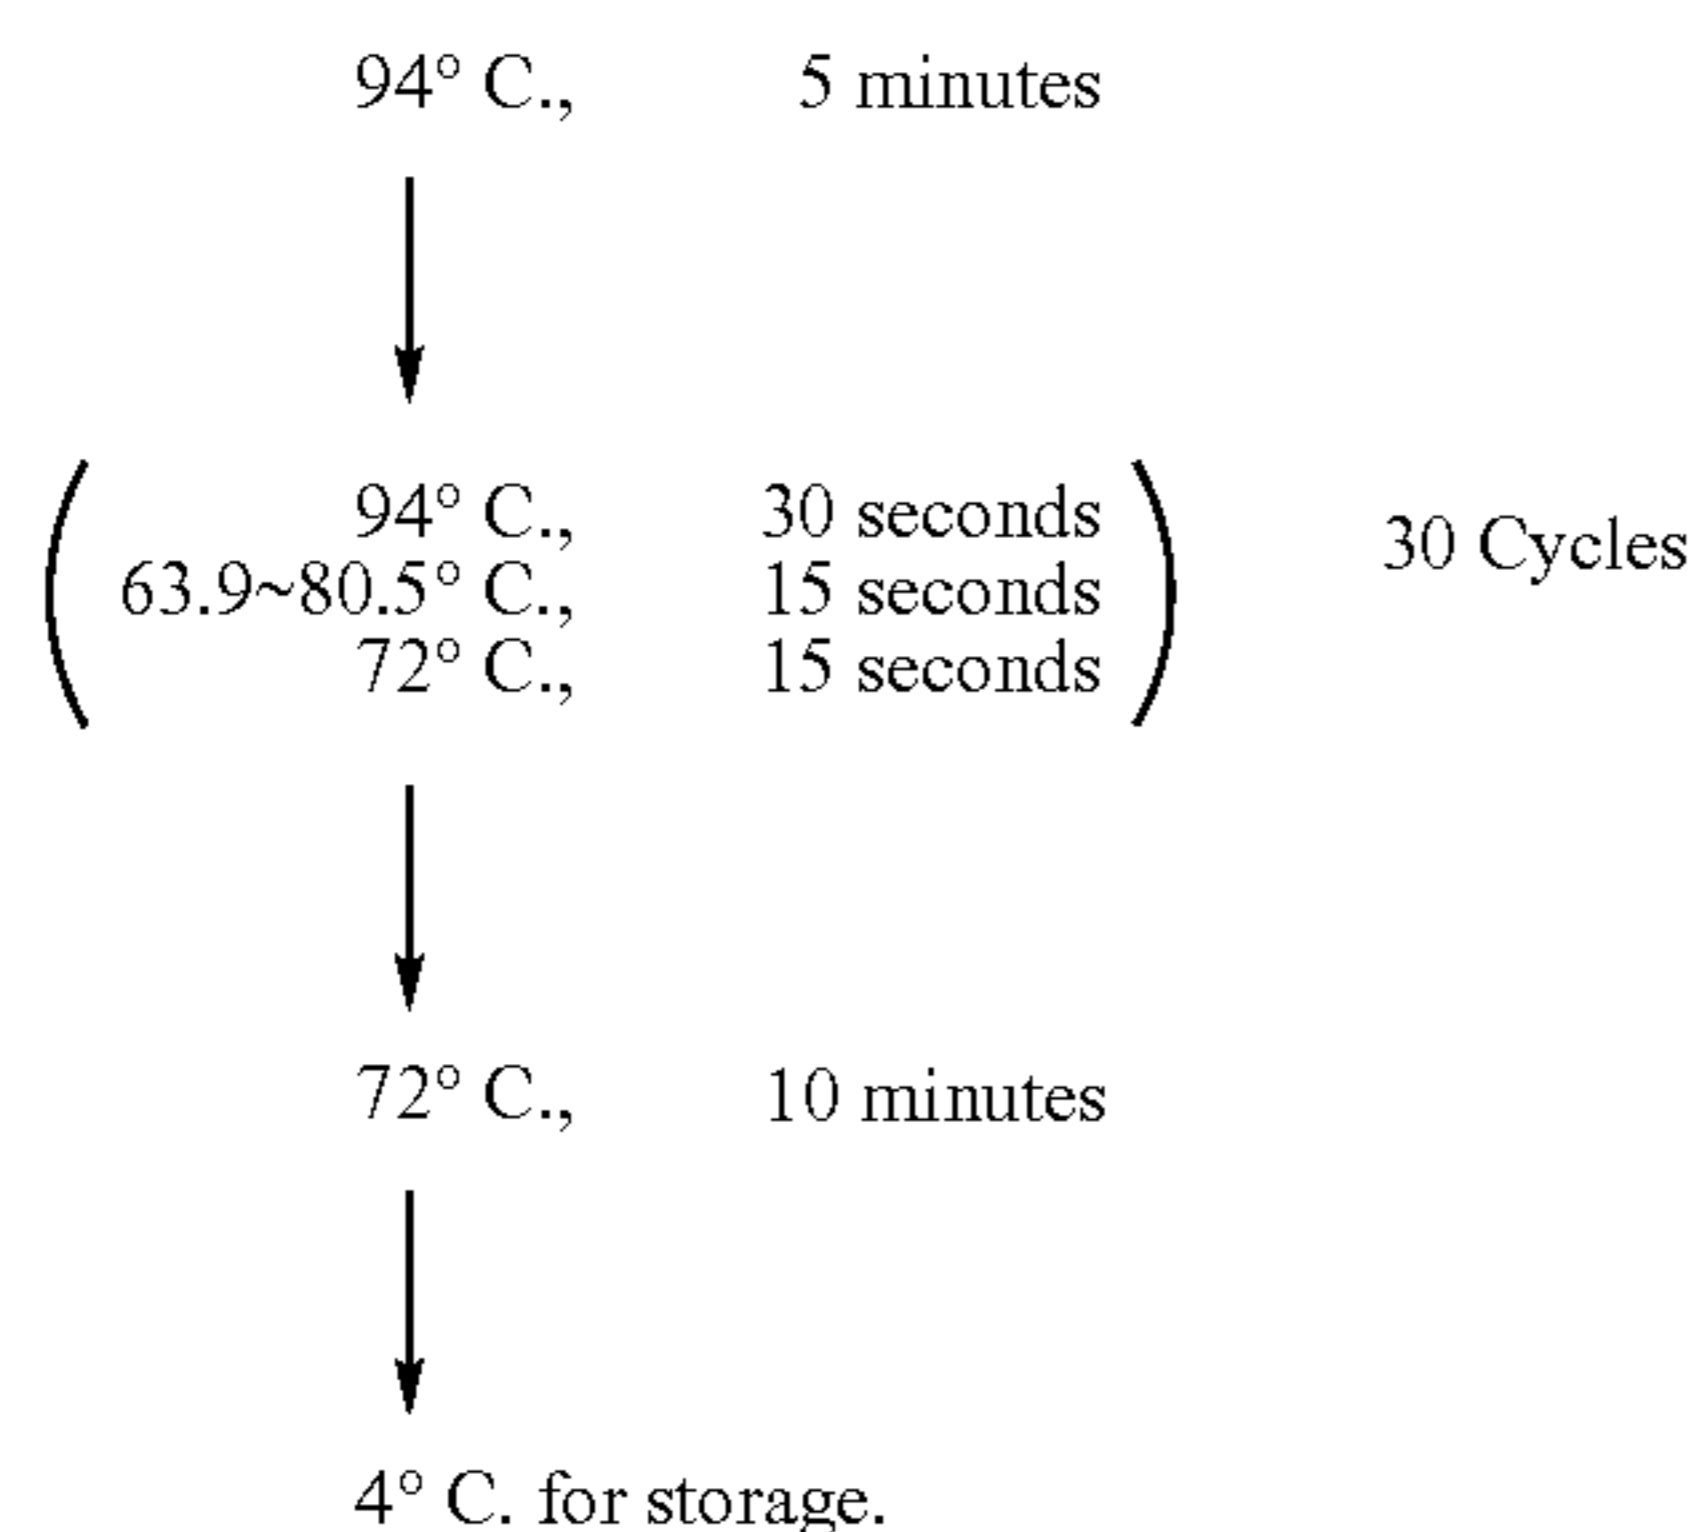 94° C., 5 minutes
94° C., 30 seconds
63.9~80.5° C., 15 seconds
72° C., 15 seconds
30 Cycles
72° C., 10 minutes
4° C. for storage.